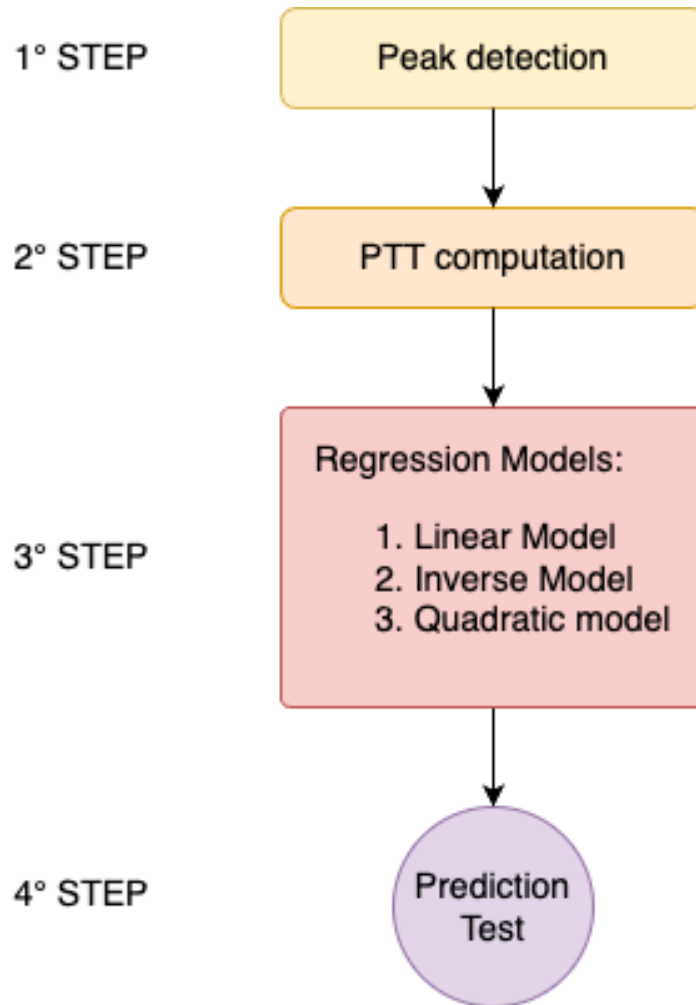 1° STEP
Peak detection
2° STEP
PTT computation
3° STEP
Regression Models:
1. Linear Model
2. Inverse Model
3. Quadratic model
4° STEP
Prediction
Test